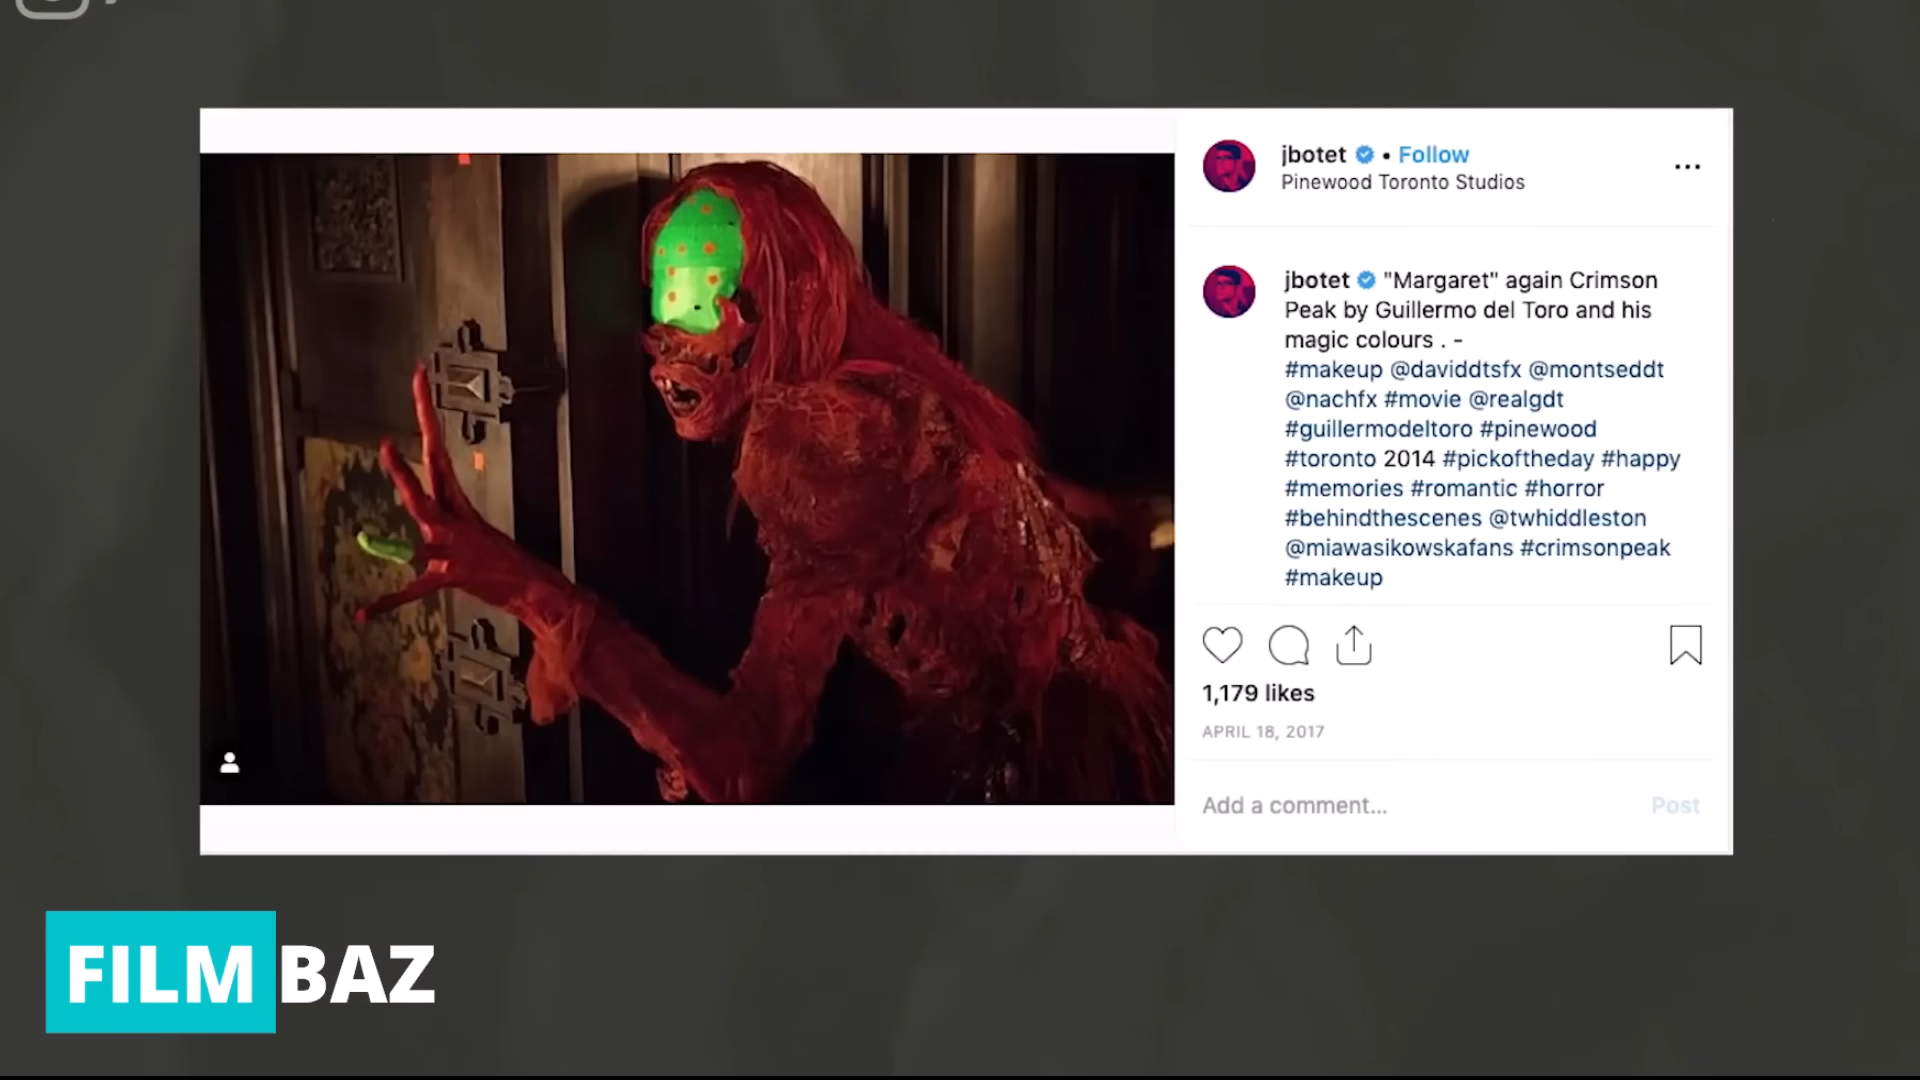 jbotet • Follow
Pinewood Toronto Studios
jbotet "Margaret" again Crimson
Peak by Guillermo del Toro and his
magic colours . -
#makeup @daviddtsfx @montseddt
@nachfx #movie @realgdt
#guillermodeltoro #pinewood
#toronto 2014 #pickoftheday #happy
#memories #romantic #horror
#behindthescenes @twhiddleston
@miawasikowskafans #crimsonpeak
#makeup
1,179 likes
APRIL 18, 2017
Add a comment... Post
FILM BAZ